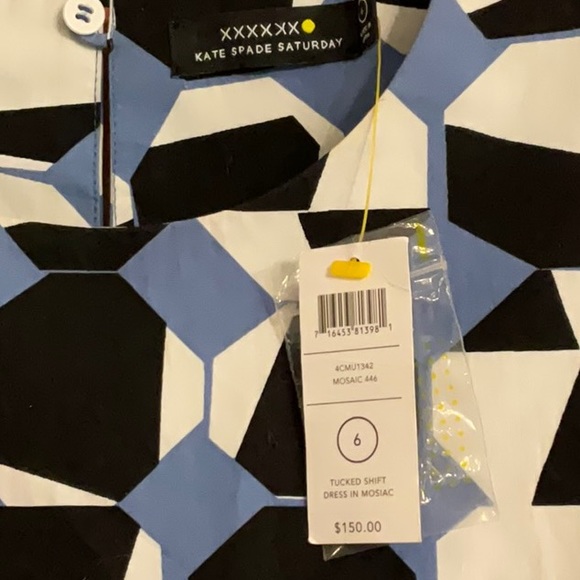 XXXXXX
KATE SPADE SATURDAY
7 16453 81398 1
4CMU1342
MOSAIC 446
6
TUCKED SHIFT
DRESS IN MOSIAC
$150.00